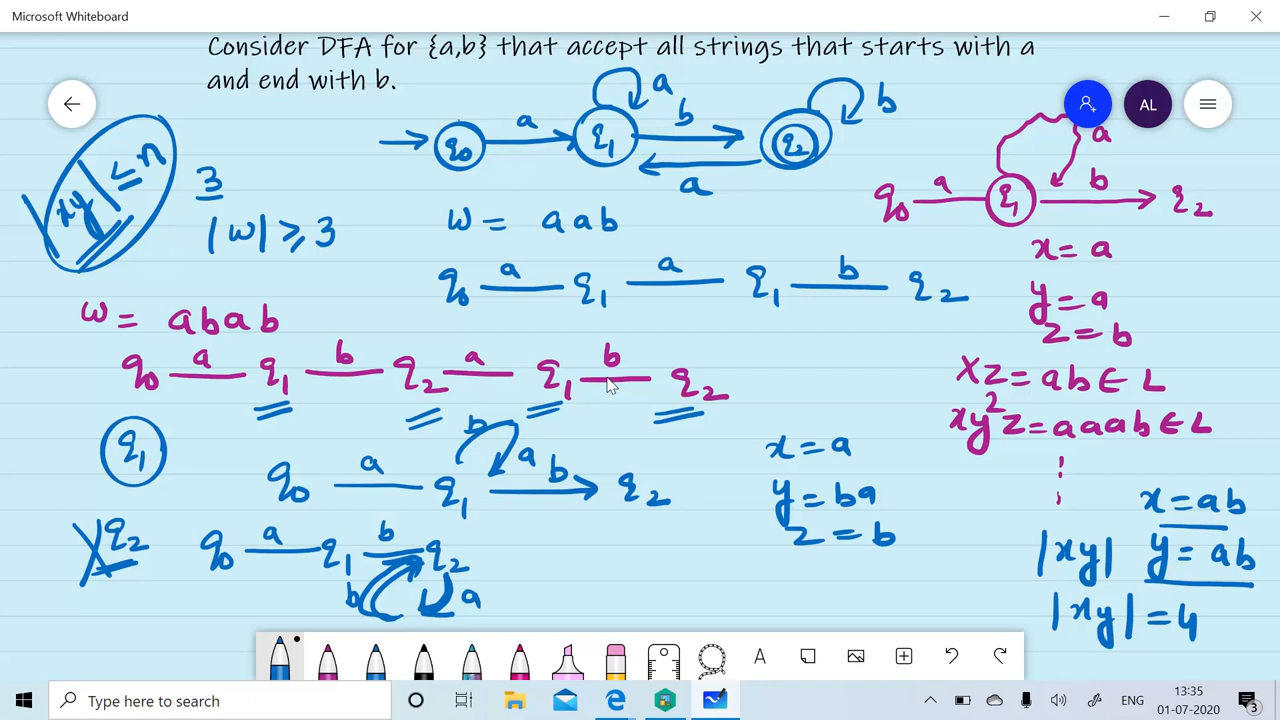 Microsoft Whiteboard
Consider DFA for {a,b} that accept all strings that starts with a
and end with b.
AL
q0 a q1 a b q2 b a
|xy| ≤ n
3
|w| ≥ 3
w = aab
q0 a q1 a q1 b q2
q0 a q1 a b q2
x = a
y = a
z = b
xz = ab ∈ L
xy²z = aaab ∈ L
w = abab
q0 a q1 b q2 a q1 b q2
q1
q0 a q1 b a b q2
x = a
y = ba
z = b
q2
q0 a q1 b q2 b a
x = ab
|xy| y = ab
|xy| = 4
A
Type here to search
ENG
13:35
01-07-2020
3